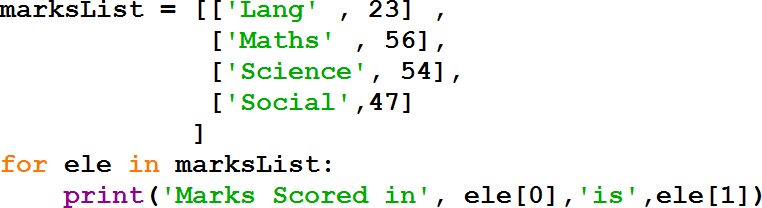 marksList = [['Lang' , 23] ,
['Maths' , 56],
['Science', 54],
['Social',47]
]
for ele in marksList:
print('Marks Scored in', ele[0],'is',ele[1])